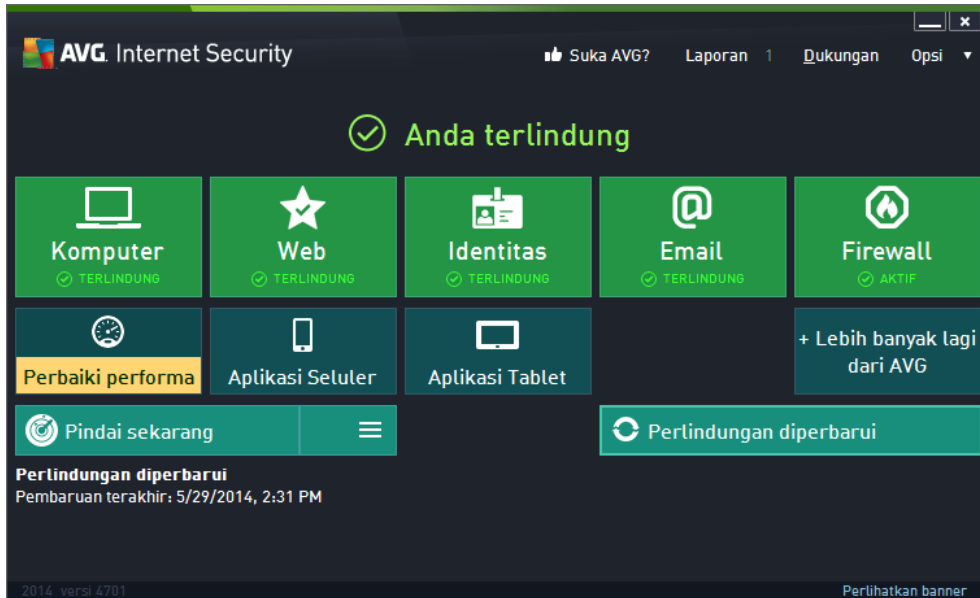 AVG. Internet Security
Suka AVG? Laporan 1 Dukungan Opsi
Anda terlindung
Komputer
TERLINDUNG
Web
TERLINDUNG
Identitas
TERLINDUNG
Email
TERLINDUNG
Firewall
AKTIF
Perbaiki performa
Aplikasi Seluler
Aplikasi Tablet
+ Lebih banyak lagi
dari AVG
Pindai sekarang
Perlindungan diperbarui
Perlindungan diperbarui
Pembaruan terakhir: 5/29/2014, 2:31 PM
2014 versi 4701
Perlihatkan banner